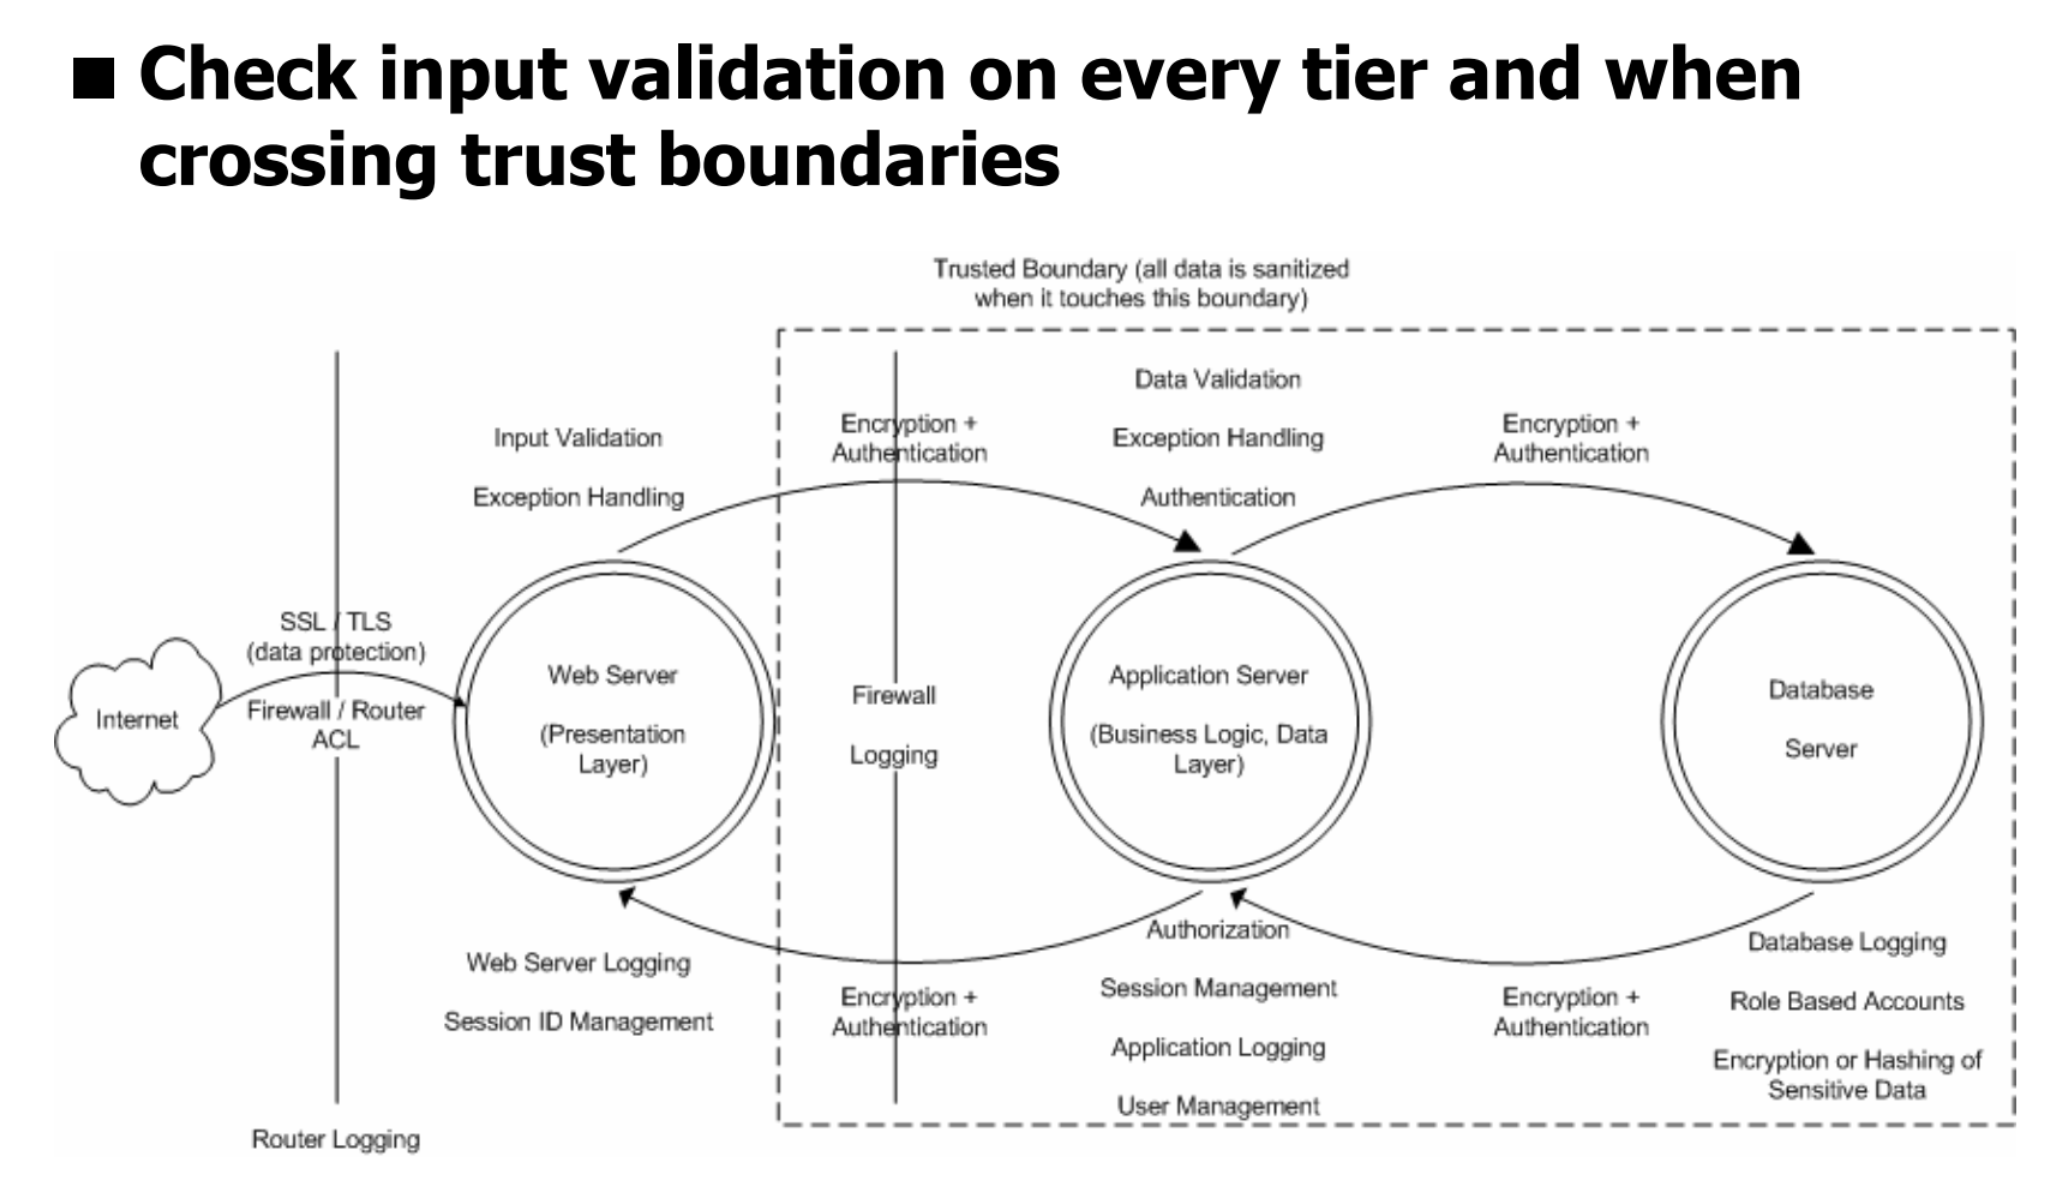 ■ Check input validation on every tier and when
crossing trust boundaries
Trusted Boundary (all data is sanitized
when it touches this boundary)
Internet
SSL / TLS
(data protection)
Firewall / Router
ACL
Router Logging
Input Validation
Exception Handling
Web Server
(Presentation
Layer)
Web Server Logging
Session ID Management
Encryption +
Authentication
Firewall
Logging
Encryption +
Authentication
Data Validation
Exception Handling
Authentication
Application Server
(Business Logic, Data
Layer)
Authorization
Session Management
Application Logging
User Management
Encryption +
Authentication
Encryption +
Authentication
Database
Server
Database Logging
Role Based Accounts
Encryption or Hashing of
Sensitive Data